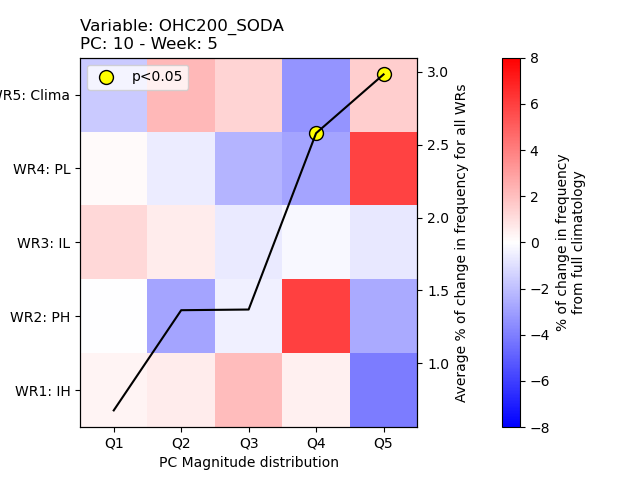 Variable: OHC200_SODA
PC: 10 - Week: 5
p<0.05
WR5: Clima
WR4: PL
WR3: IL
WR2: PH
WR1: IH
Q1 Q2 Q3 Q4 Q5
PC Magnitude distribution
3.0
2.5
2.0
1.5
1.0
Average % of change in frequency for all WRs
8
6
4
2
0
−2
−4
−6
−8
% of change in frequency
from full climatology